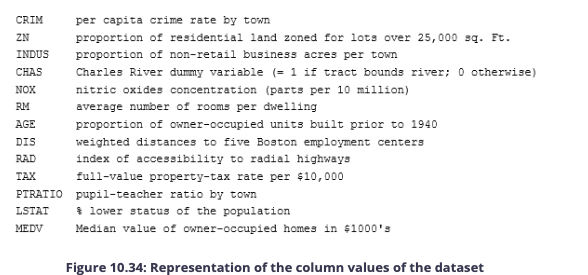 CRIM per capita crime rate by town
ZN proportion of residential land zoned for lots over 25,000 sq. Ft.
INDUS proportion of non-retail business acres per town
CHAS Charles River dummy variable (= 1 if tract bounds river; 0 otherwise)
NOX nitric oxides concentration (parts per 10 million)
RM average number of rooms per dwelling
AGE proportion of owner-occupied units built prior to 1940
DIS weighted distances to five Boston employment centers
RAD index of accessibility to radial highways
TAX full-value property-tax rate per $10,000
PTRATIO pupil-teacher ratio by town
LSTAT % lower status of the population
MEDV Median value of owner-occupied homes in $1000's
Figure 10.34: Representation of the column values of the dataset